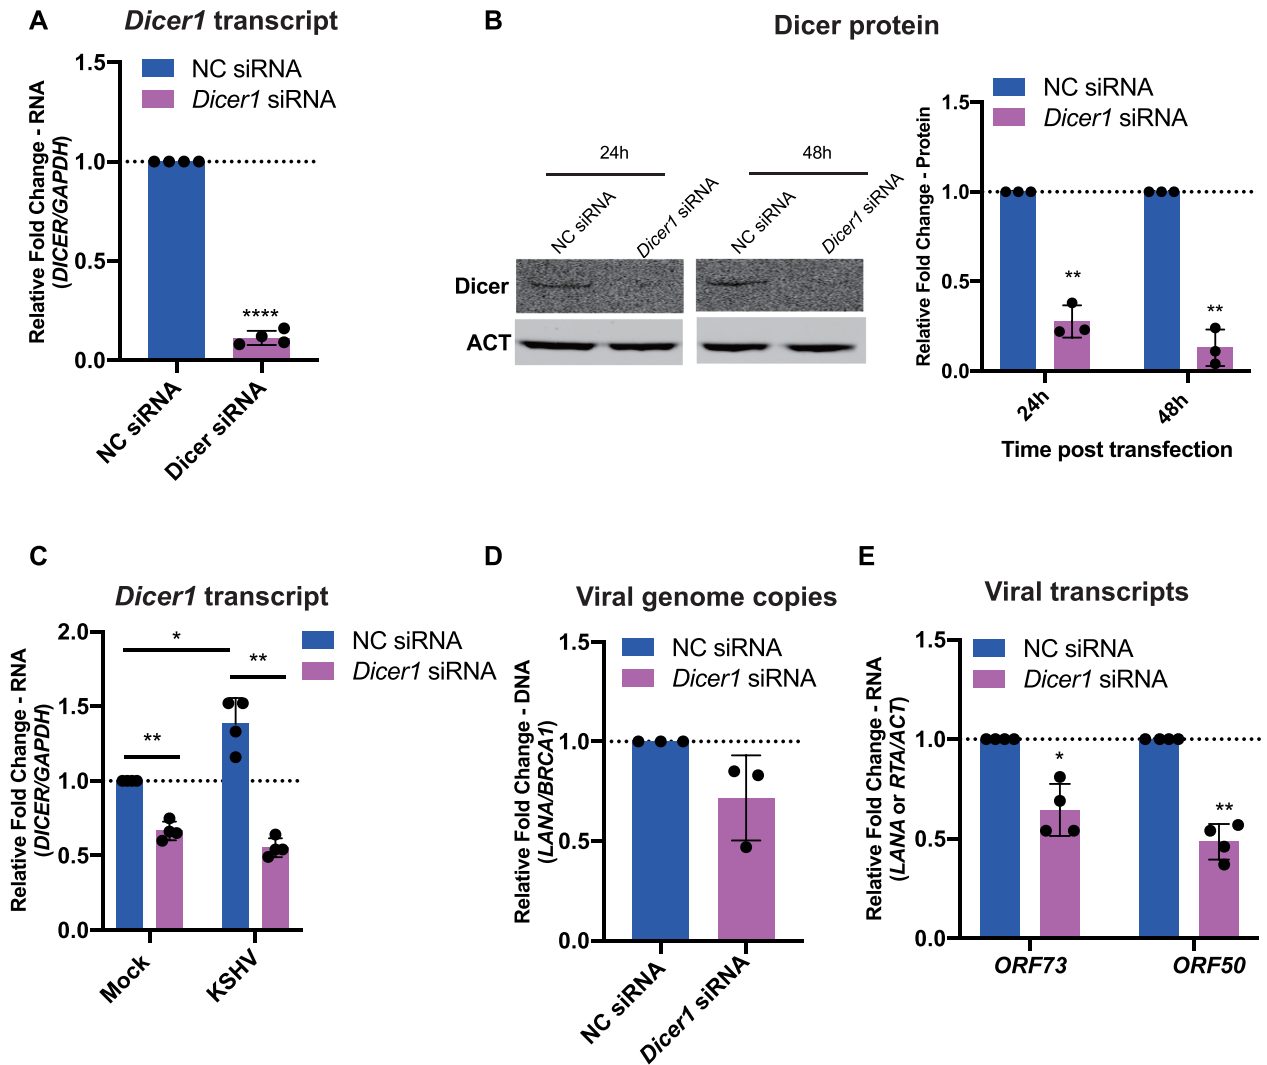 A
Dicer1 transcript
NC siRNA
Dicer1 siRNA
Relative Fold Change - RNA
(DICER/GAPDH)
1.5
1.0
0.5
0.0
****
NC siRNA
Dicer siRNA
B
Dicer protein
24h
48h
NC siRNA
Dicer1 siRNA
NC siRNA
Dicer1 siRNA
Dicer
ACT
NC siRNA
Dicer1 siRNA
Relative Fold Change - Protein
1.5
1.0
0.5
0.0
**
**
24h
48h
Time post transfection
C
Dicer1 transcript
NC siRNA
Dicer1 siRNA
Relative Fold Change - RNA
(DICER/GAPDH)
2.0
1.5
1.0
0.5
0.0
*
**
**
Mock
KSHV
D
Viral genome copies
NC siRNA
Dicer1 siRNA
Relative Fold Change - DNA
(LANA/BRCA1)
1.5
1.0
0.5
0.0
NC siRNA
Dicer1 siRNA
E
Viral transcripts
NC siRNA
Dicer1 siRNA
Relative Fold Change - RNA
(LANA or RTA/ACT)
1.5
1.0
0.5
0.0
*
**
ORF73
ORF50